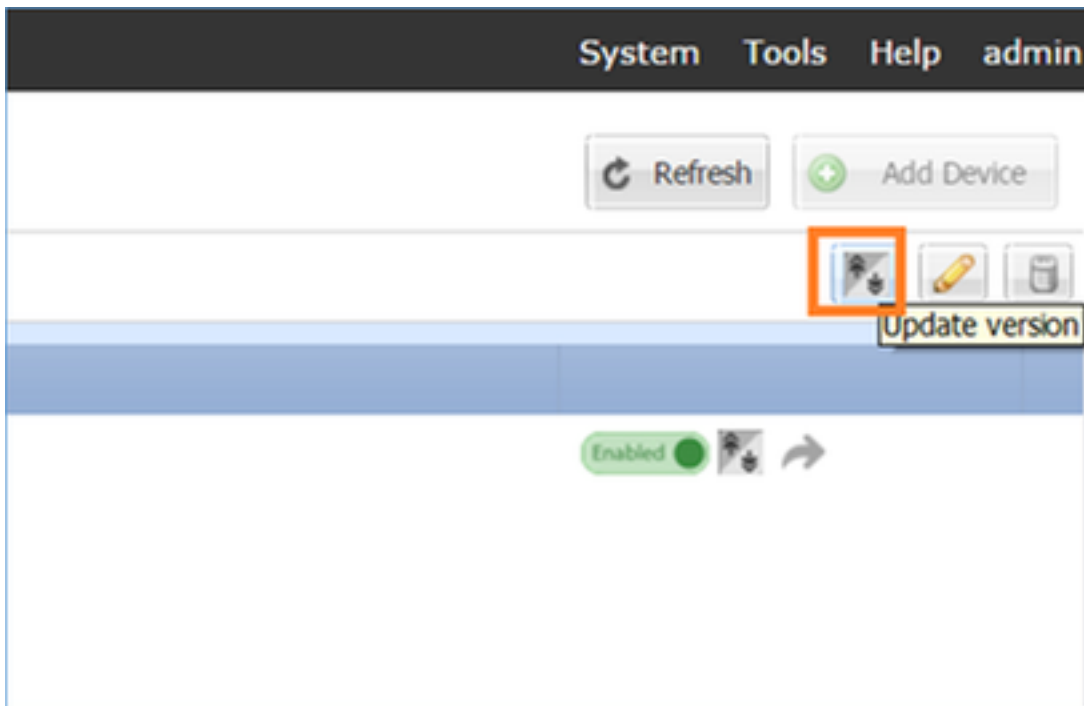 System Tools Help admin
Refresh Add Device
Update version
Enabled